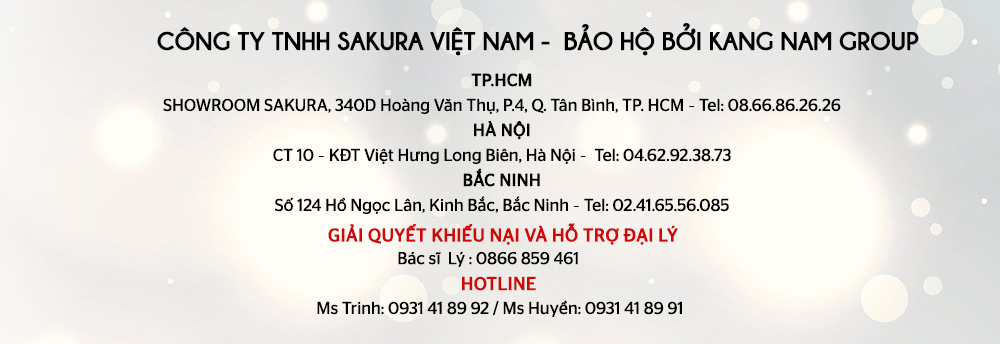 CÔNG TY TNHH SAKURA VIỆT NAM - BẢO HỘ BỞI KANG NAM GROUP
TP.HCM
SHOWROOM SAKURA, 340D Hoàng Văn Thụ, P.4, Q. Tân Bình, TP. HCM - Tel: 08.66.86.26.26
HÀ NỘI
CT 10 - KĐT Việt Hưng Long Biên, Hà Nội - Tel: 04.62.92.38.73
BẮC NINH
Số 124 Hồ Ngọc Lân, Kinh Bắc, Bắc Ninh - Tel: 02.41.65.56.085
GIẢI QUYẾT KHIẾU NẠI VÀ HỖ TRỢ ĐẠI LÝ
Bác sĩ Lý : 0866 859 461
HOTLINE
Ms Trinh: 0931 41 89 92 / Ms Huyền: 0931 41 89 91